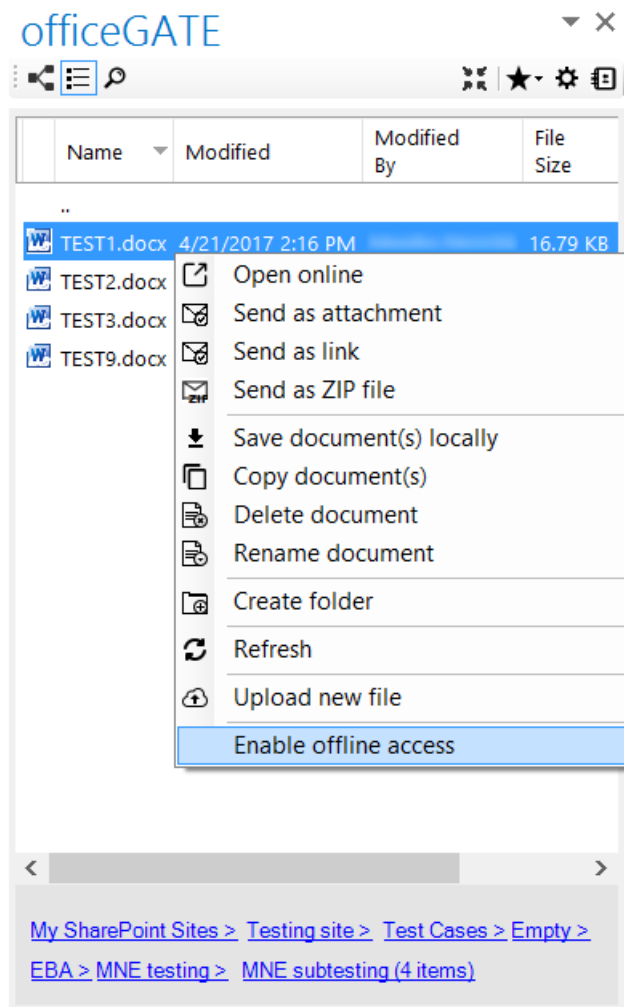 officeGATE
Name Modified Modified By File Size
..
TEST1.docx 4/21/2017 2:16 PM 16.79 KB
TEST2.docx
TEST3.docx
TEST9.docx
Open online
Send as attachment
Send as link
ZIP Send as ZIP file
Save document(s) locally
Copy document(s)
Delete document
Rename document
Create folder
Refresh
Upload new file
Enable offline access
My SharePoint Sites > Testing site > Test Cases > Empty >
EBA > MNE testing > MNE subtesting (4 items)